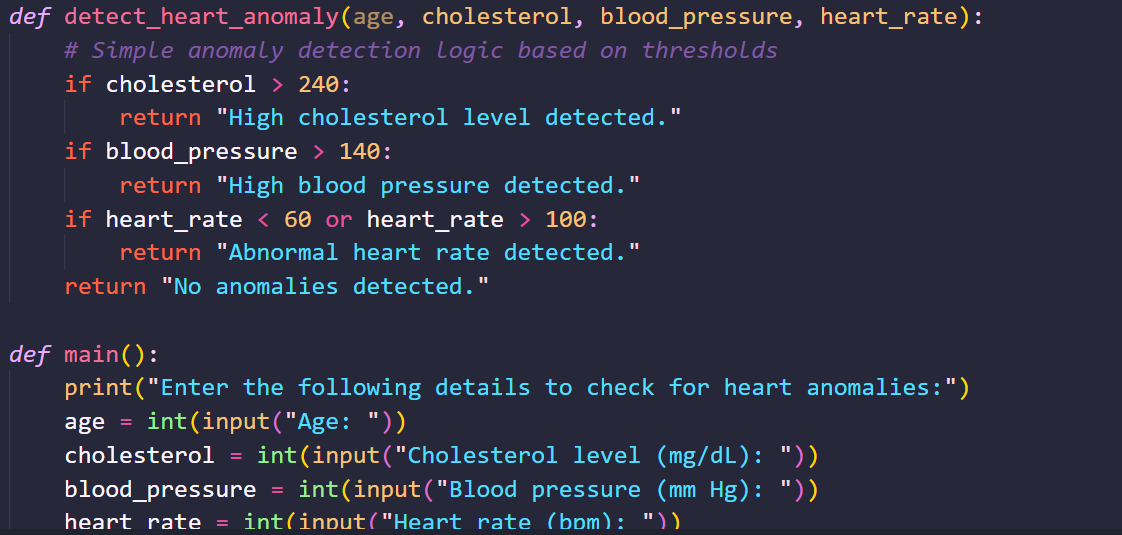 def detect_heart_anomaly(age, cholesterol, blood_pressure, heart_rate):
    # Simple anomaly detection logic based on thresholds
    if cholesterol > 240:
        return "High cholesterol level detected."
    if blood_pressure > 140:
        return "High blood pressure detected."
    if heart_rate < 60 or heart_rate > 100:
        return "Abnormal heart rate detected."
    return "No anomalies detected."

def main():
    print("Enter the following details to check for heart anomalies:")
    age = int(input("Age: "))
    cholesterol = int(input("Cholesterol level (mg/dL): "))
    blood_pressure = int(input("Blood pressure (mm Hg): "))
    heart_rate = int(input("Heart rate (bpm): "))